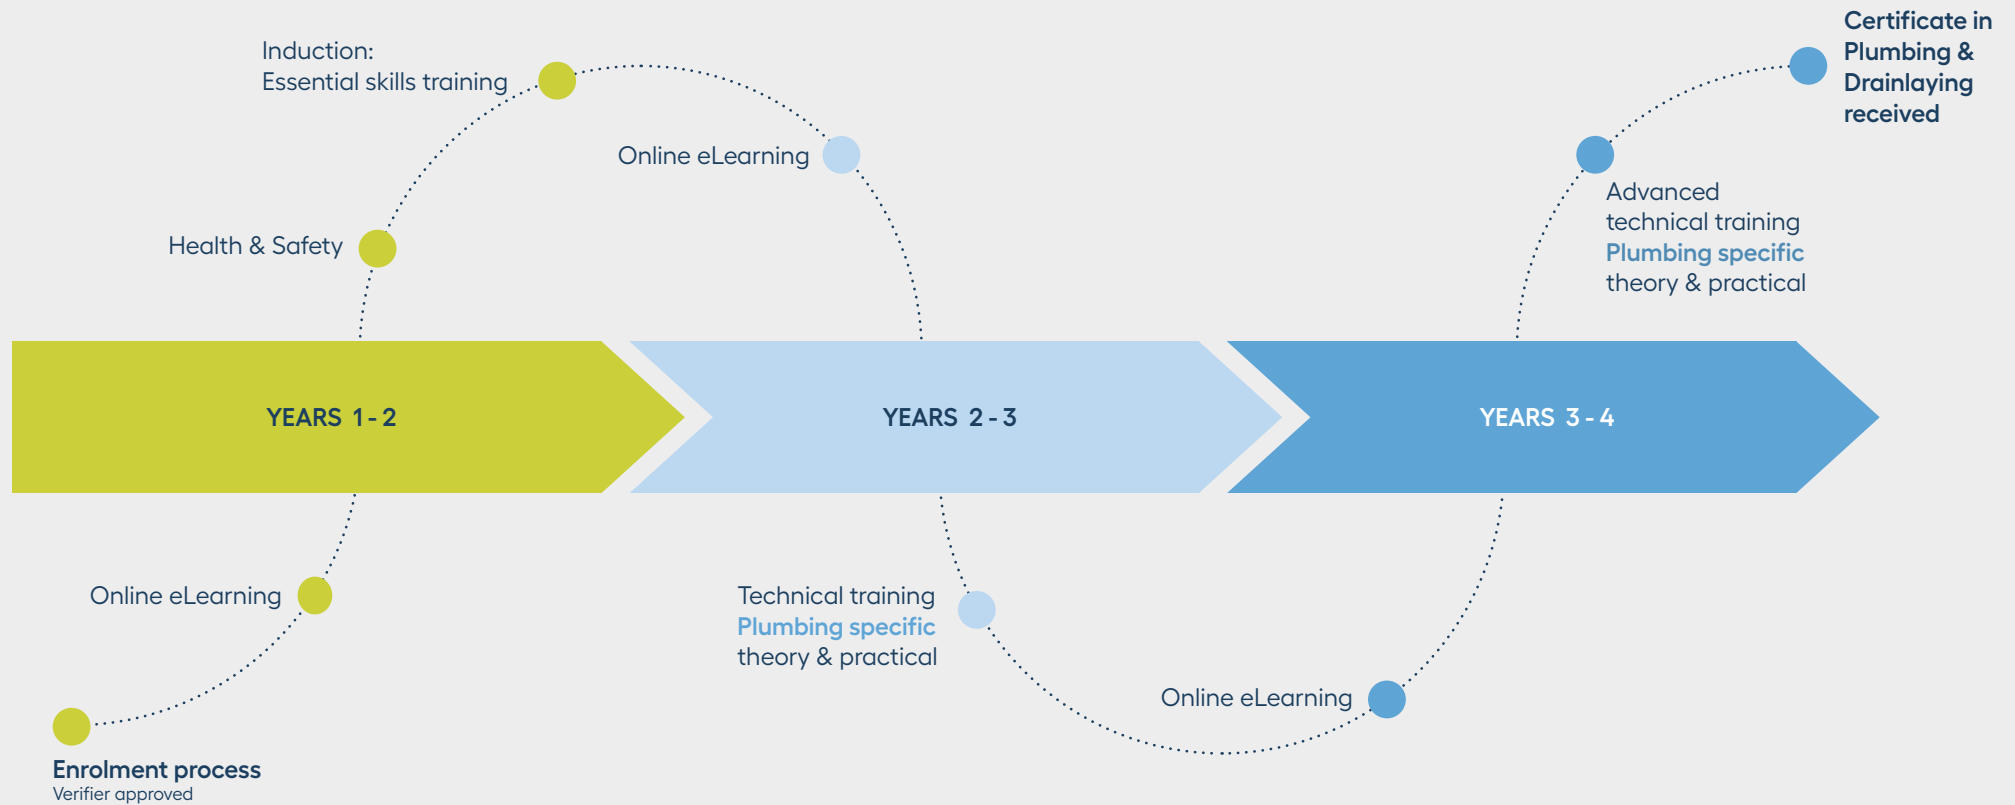 Induction:
Essential skills training
Online eLearning
Health & Safety
Certificate in
Plumbing &
Drainlaying
received
Advanced
technical training
Plumbing specific
theory & practical
YEARS 1 - 2
YEARS 2 - 3
YEARS 3 - 4
Online eLearning
Enrolment process
Verifier approved
Technical training
Plumbing specific
theory & practical
Online eLearning